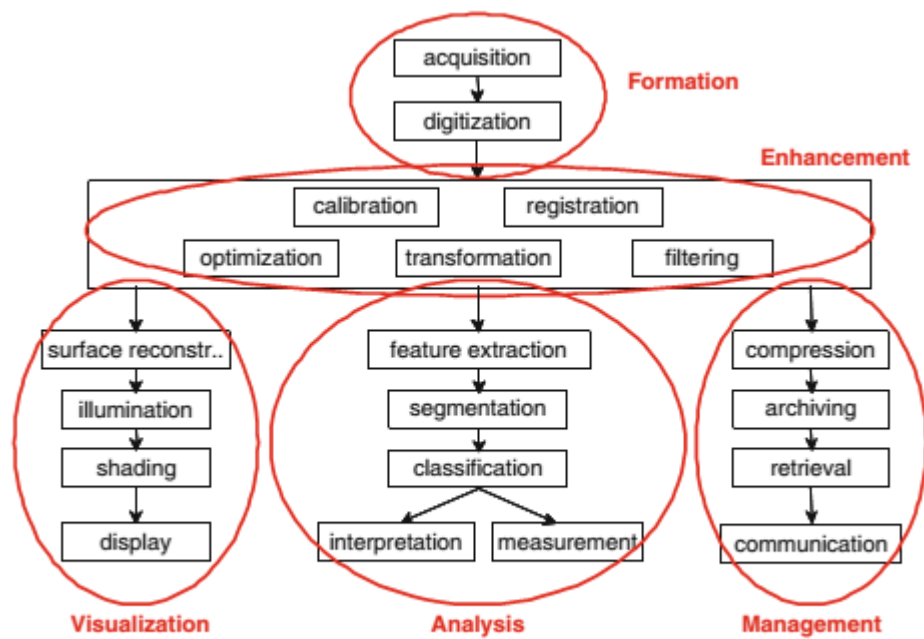 acquisition
Formation
digitization
Enhancement
calibration
registration
optimization
transformation
filtering
surface reconstr..
feature extraction
compression
illumination
segmentation
archiving
shading
classification
retrieval
display
interpretation
measurement
communication
Visualization
Analysis
Management